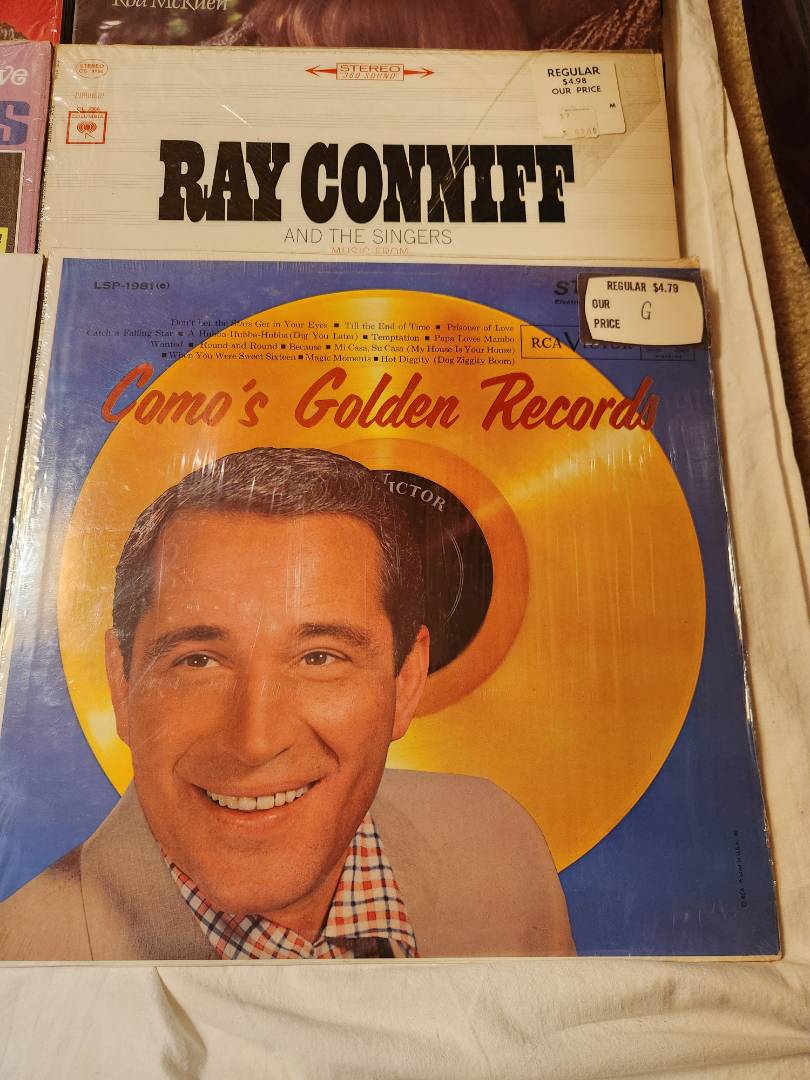 Rod McKuen
ve
S
STEREO
"360 SOUND"
STEREO
COLUMBIA
REGULAR
$4.98
OUR PRICE
M
RAY CONNIFF
AND THE SINGERS
MUSIC FROM
LSP-1981(e)
ST
REGULAR $4.79
OUR
PRICE
G
Don't Let the Stars Get in Your Eyes ■ Till the End of Time ■ Prisoner of Love
Catch a Falling Star ■ A Hubba-Hubba-Hubba (Dig You Later) ■ Temptation ■ Papa Loves Mambo
Wanted ■ Round and Round ■ Because ■ Mi Casa, Su Casa (My House Is Your House)
■ When You Were Sweet Sixteen ■ Magic Moments ■ Hot Diggity (Dog Ziggity Boom)
RCA VICTOR
Como's Golden Records
VICTOR